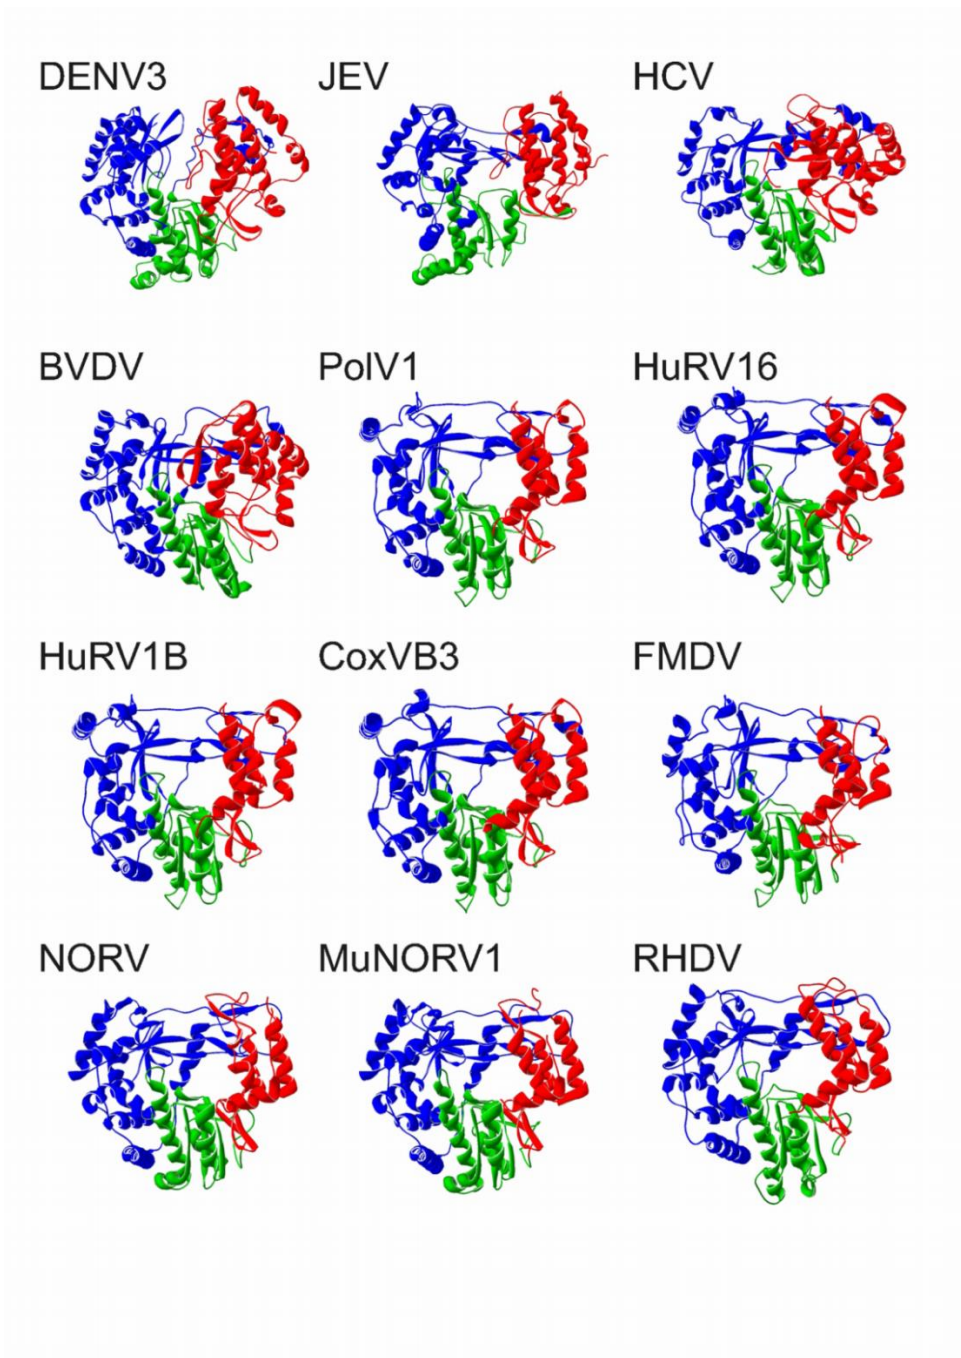 DENV3 JEV HCV
BVDV PolV1 HuRV16
HuRV1B CoxVB3 FMDV
NORV MuNORV1 RHDV